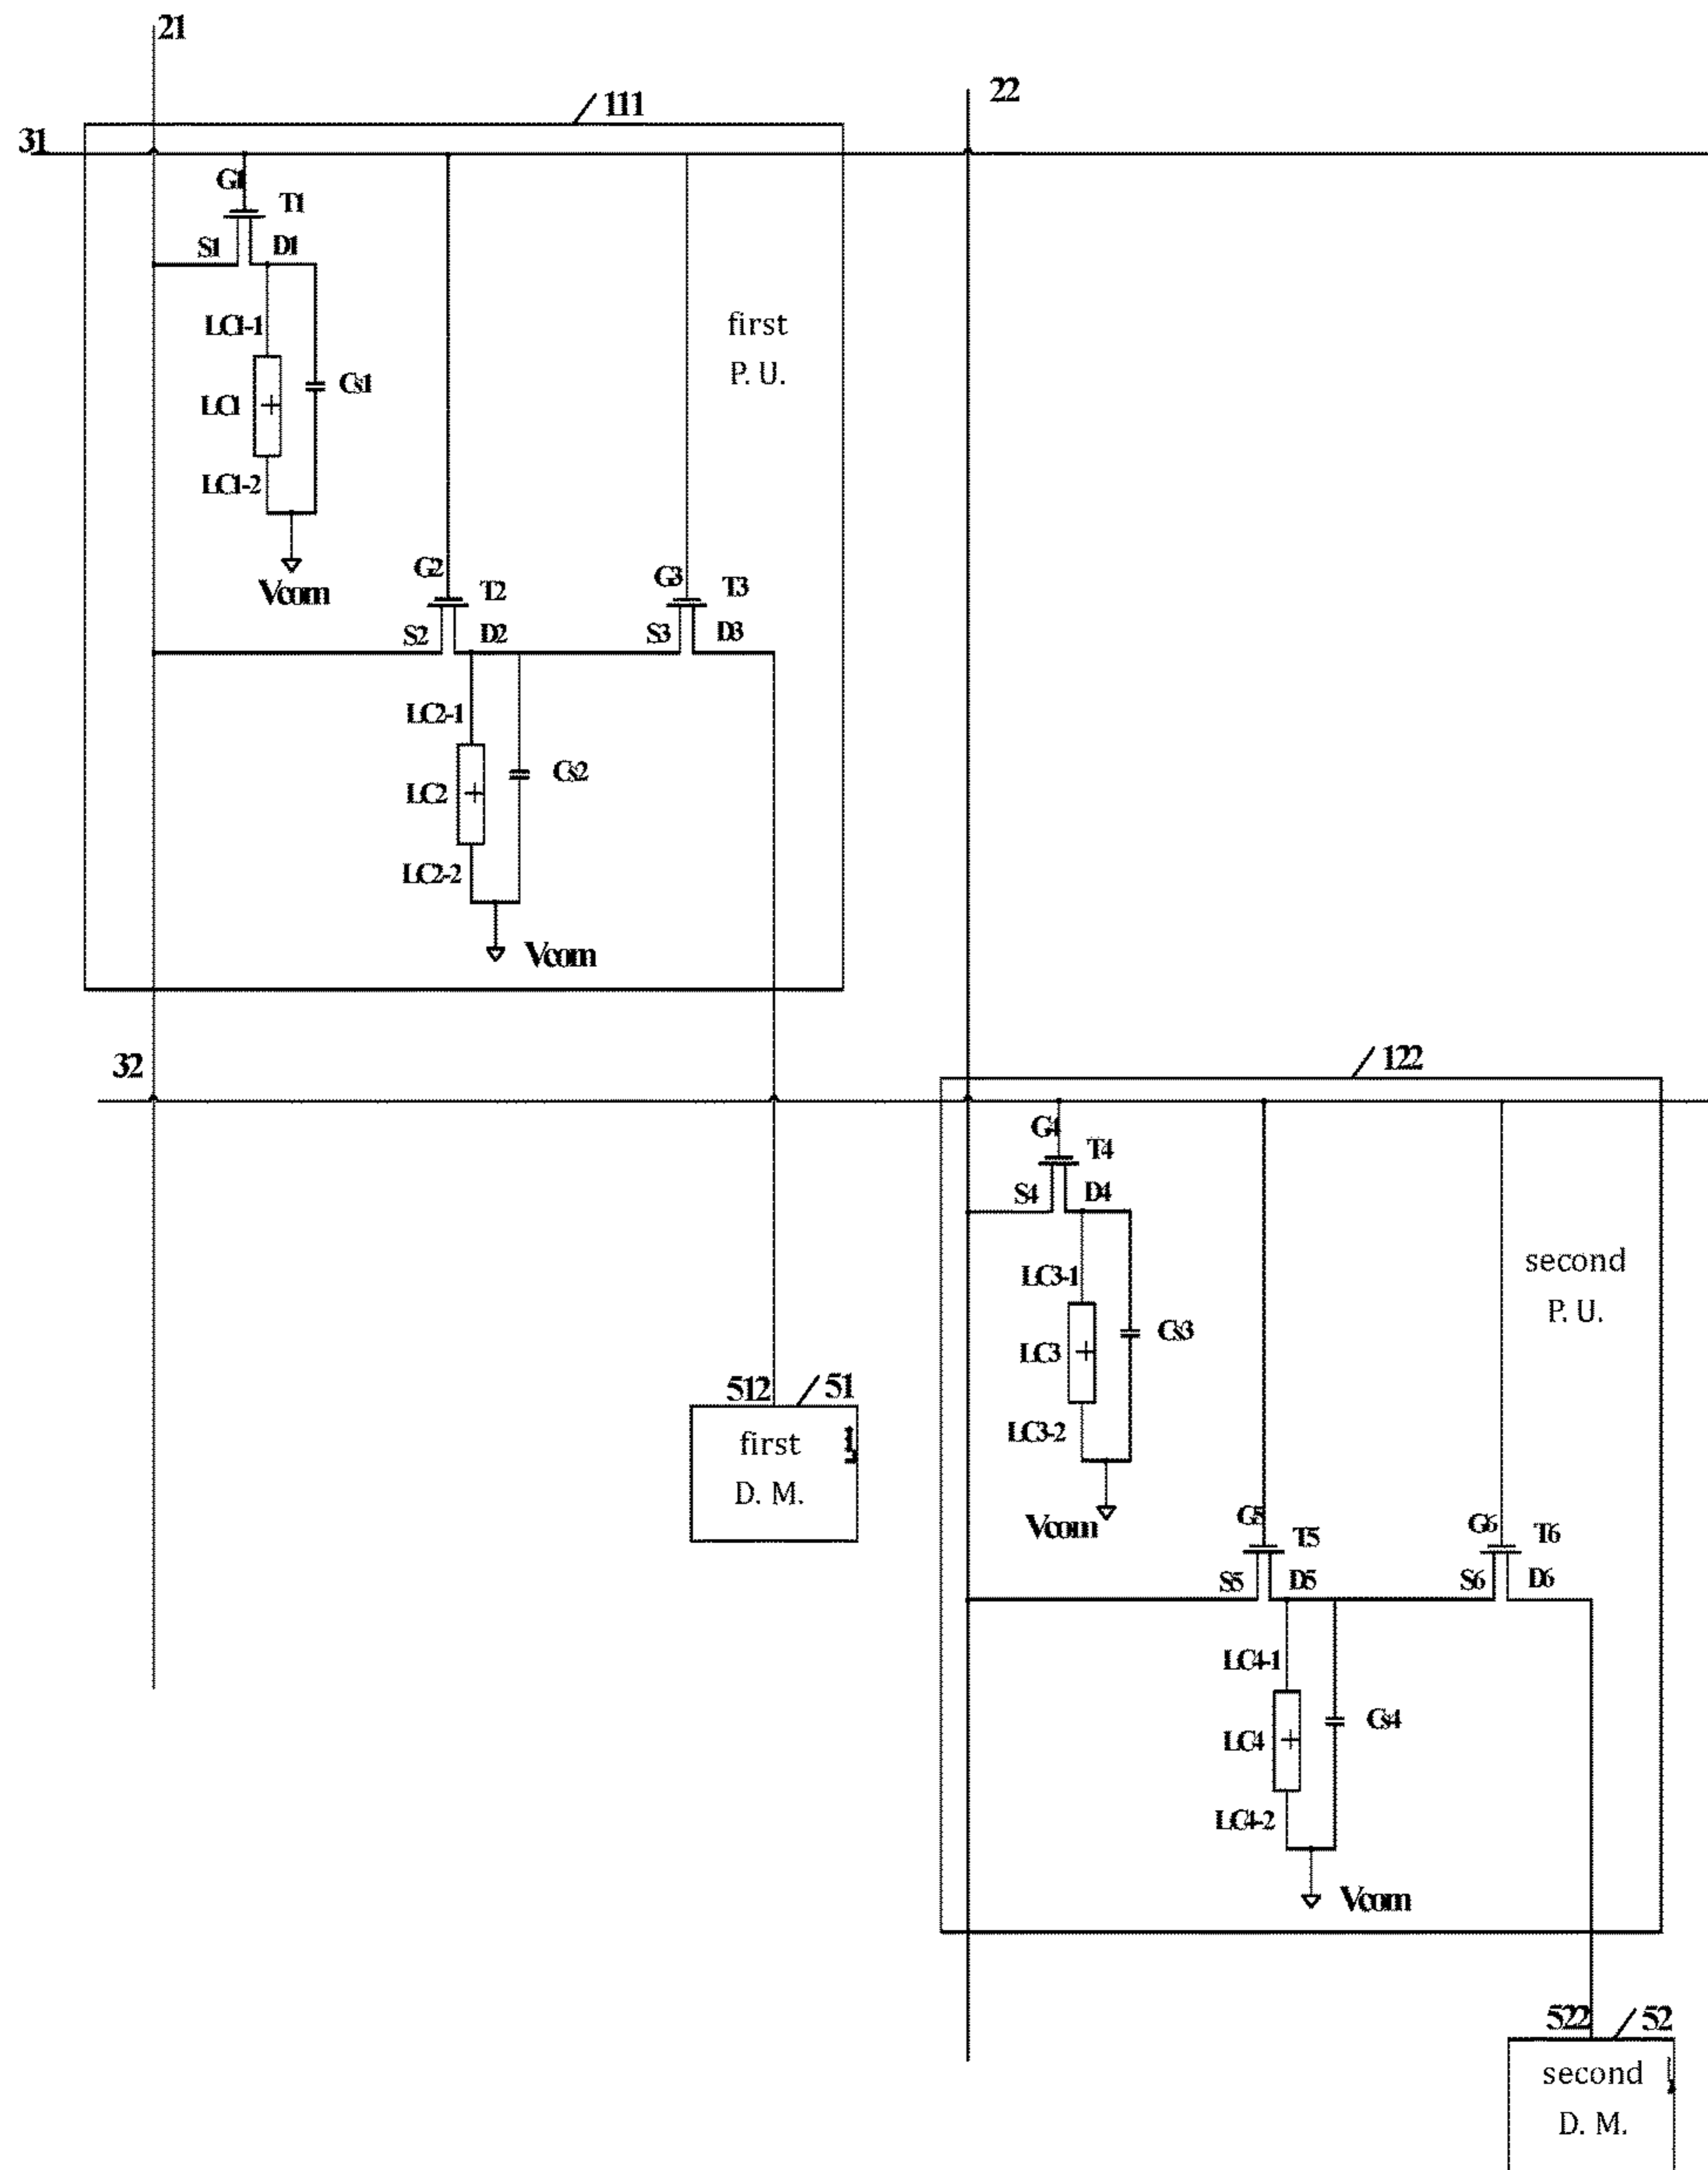 21
22
111
31
G1
T1
S1
D1
first
P. U.
LC1-1
Cs1
LC1
LC1-2
Vcom
G2
T2
G3
T3
S2
D2
S3
D3
LC2-1
Cs2
LC2
LC2-2
Vcom
32
122
G4
T4
S4
D4
second
P. U.
LC3-1
Cs3
LC3
LC3-2
Vcom
512
51
first
D. M.
G5
T5
G6
T6
S5
D5
S6
D6
LC4-1
Cs4
LC4
LC4-2
Vcom
522
52
second
D. M.